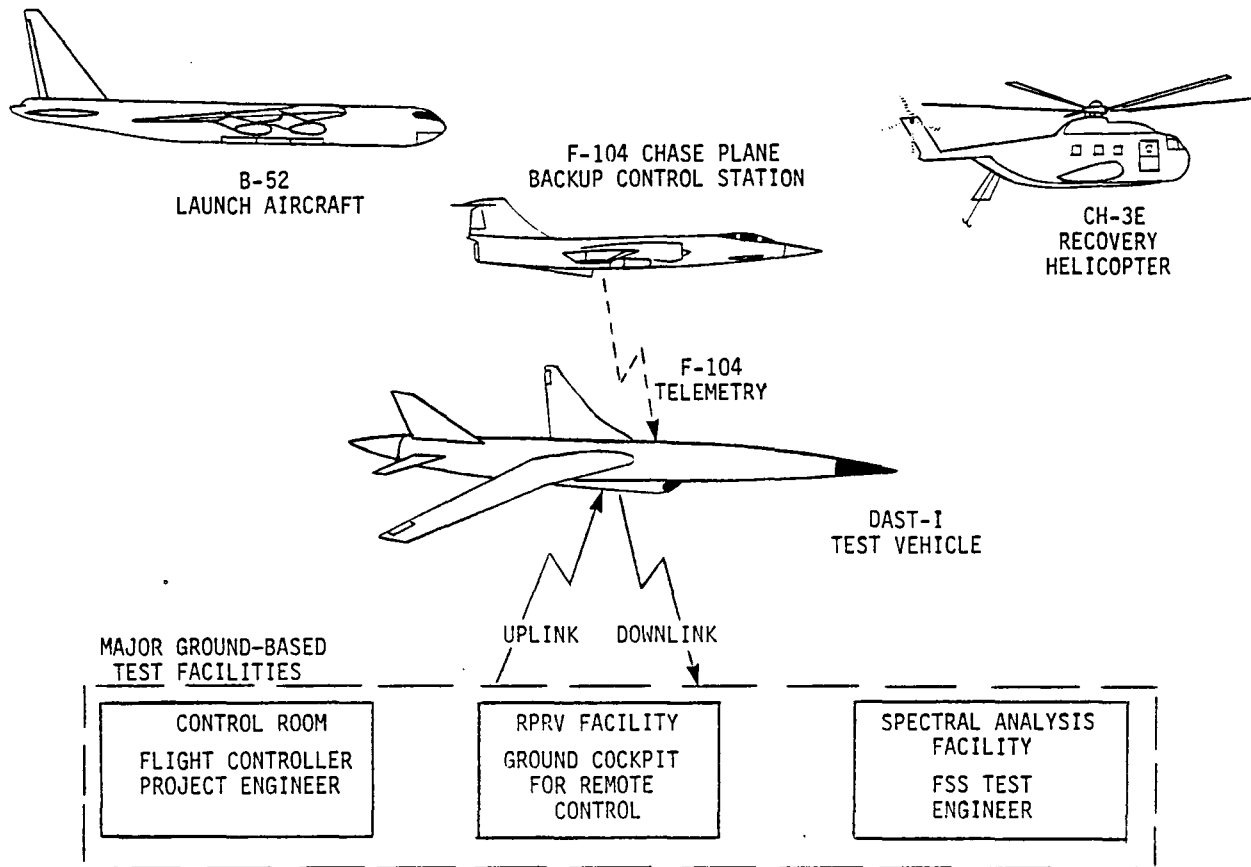 B-52
LAUNCH AIRCRAFT
F-104 CHASE PLANE
BACKUP CONTROL STATION
CH-3E
RECOVERY
HELICOPTER
F-104
TELEMETRY
DAST-I
TEST VEHICLE
UPLINK
DOWNLINK
MAJOR GROUND-BASED
TEST FACILITIES
CONTROL ROOM
FLIGHT CONTROLLER
PROJECT ENGINEER
RPRV FACILITY
GROUND COCKPIT
FOR REMOTE
CONTROL
SPECTRAL ANALYSIS
FACILITY
FSS TEST
ENGINEER